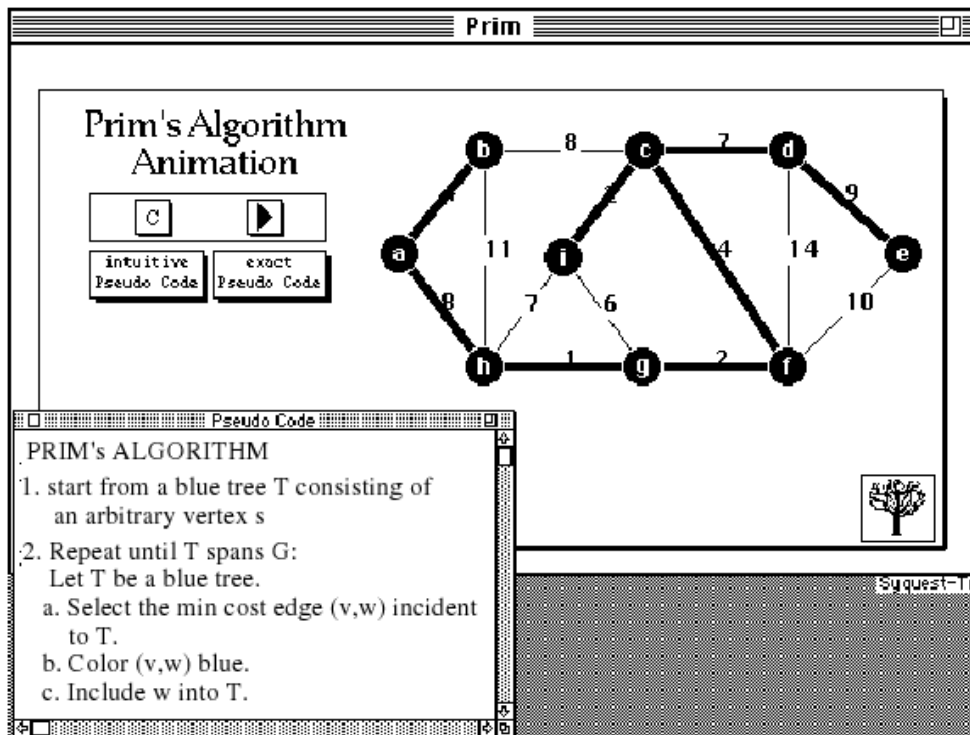 Prim
Prim's Algorithm
Animation
C
intuitive
Pseudo Code
exact
Pseudo Code
b
8
c
7
d
9
a
11
i
4
14
e
8
7
6
10
h
1
g
2
f
Pseudo Code
PRIM's ALGORITHM
1. start from a blue tree T consisting of
an arbitrary vertex s
2. Repeat until T spans G:
Let T be a blue tree.
a. Select the min cost edge (v,w) incident
to T.
b. Color (v,w) blue.
c. Include w into T.